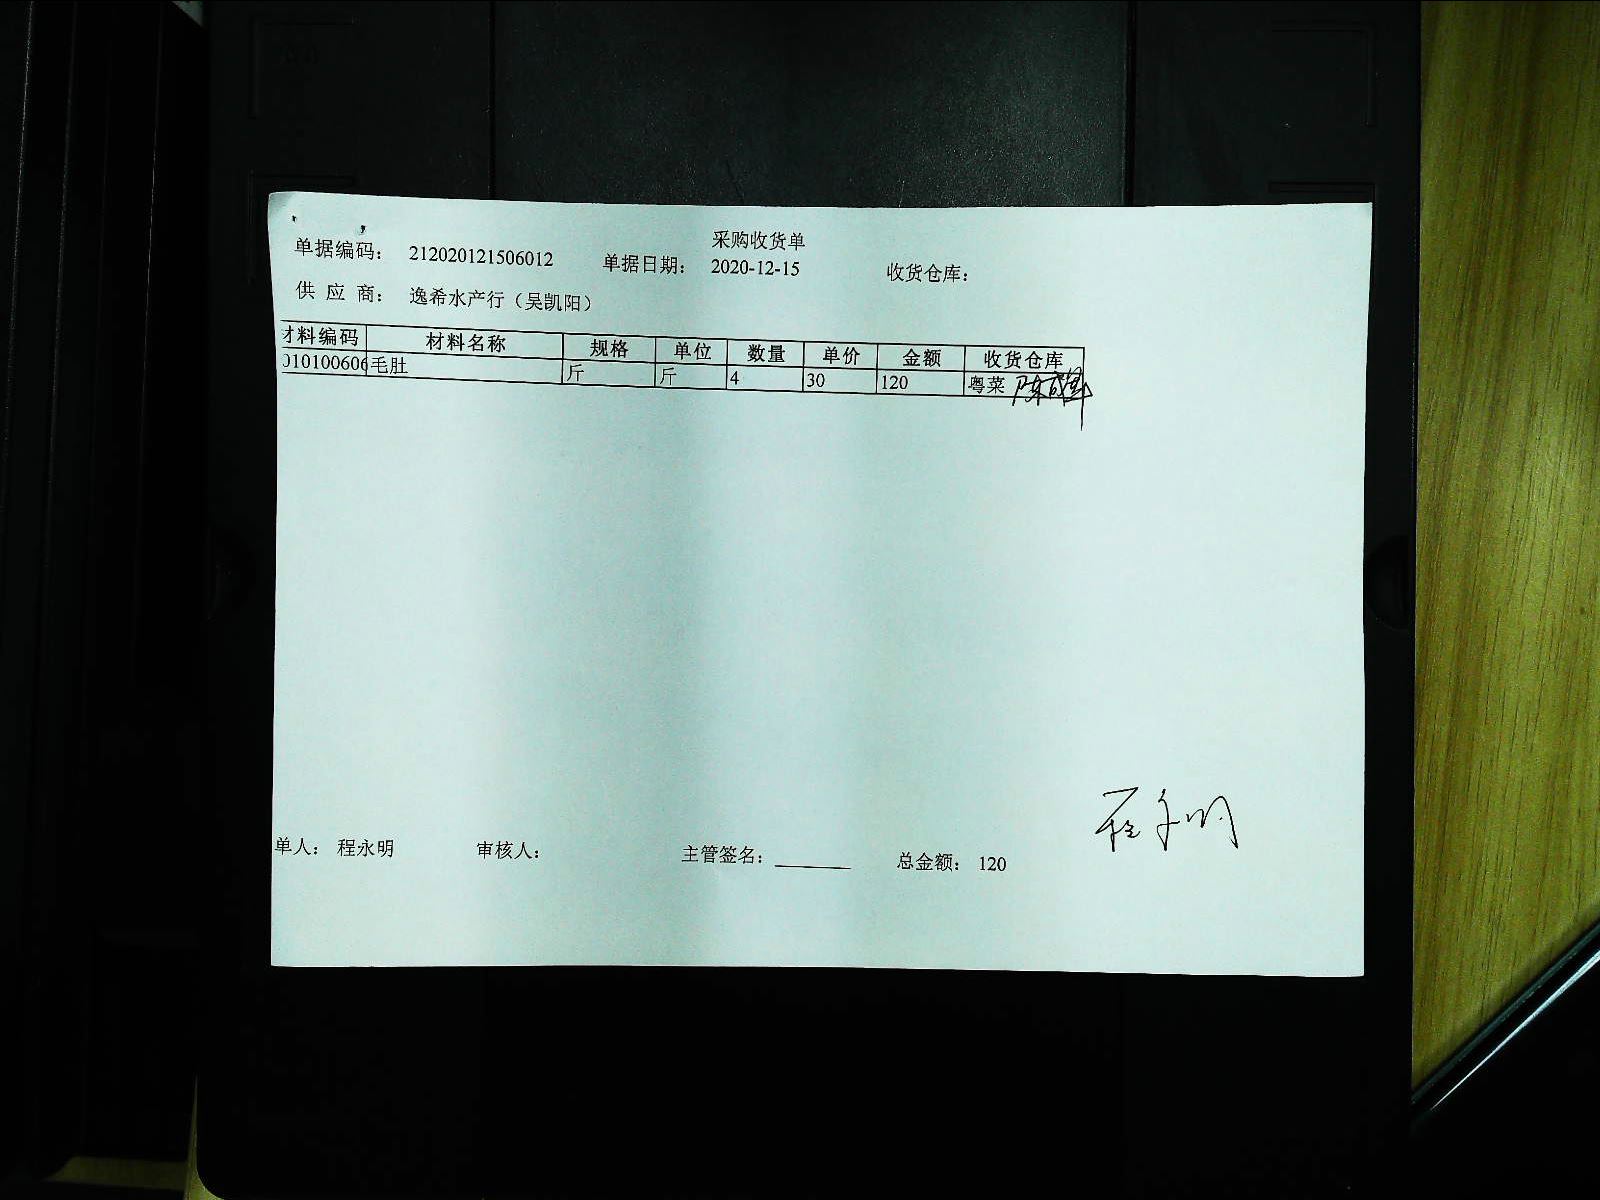 采购收货单
单据编码： 212020121506012 单据日期： 2020-12-15 收货仓库：
供 应 商： 逸希水产行（吴凯阳）
材料编码 材料名称 规格 单位 数量 单价 金额 收货仓库
010100606 毛肚 斤 斤 4 30 120 粤菜
程永明
单人： 程永明 审核人： 主管签名： 总金额： 120